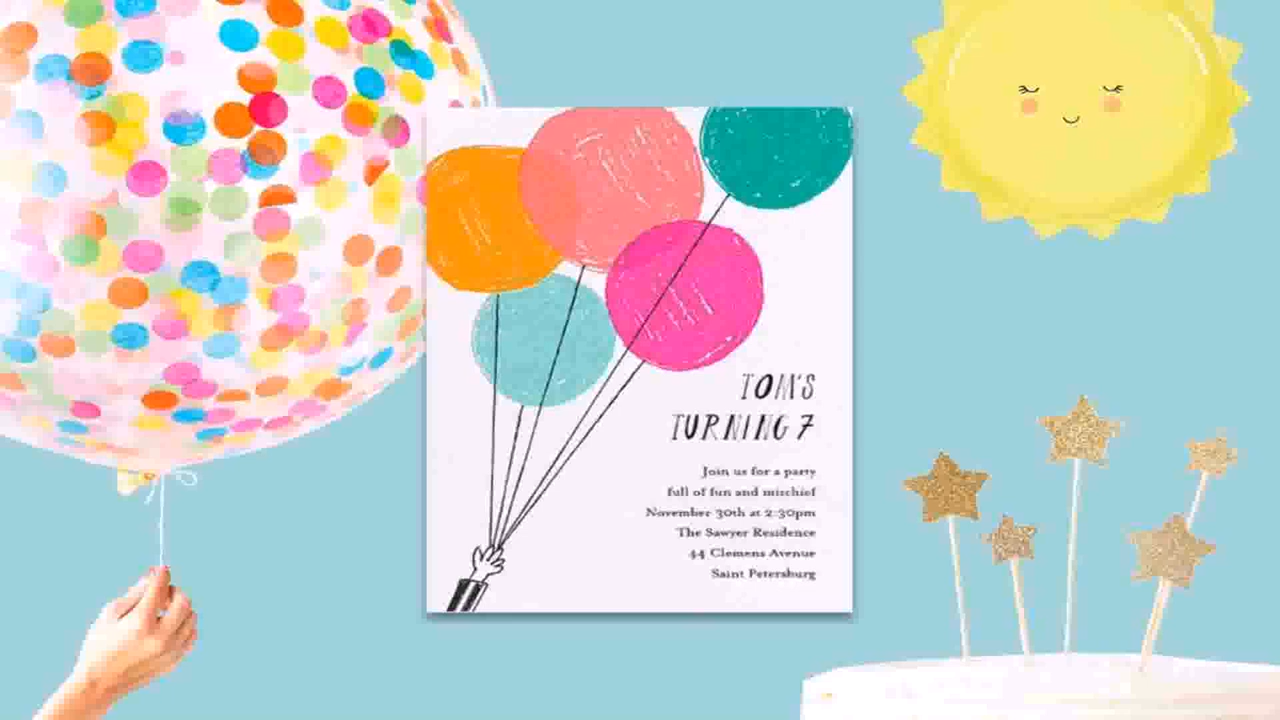 TOM'S
TURNING 7
Join us for a party
full of fun and mischief
November 30th at 2:30pm
The Sawyer Residence
44 Clemens Avenue
Saint Petersburg